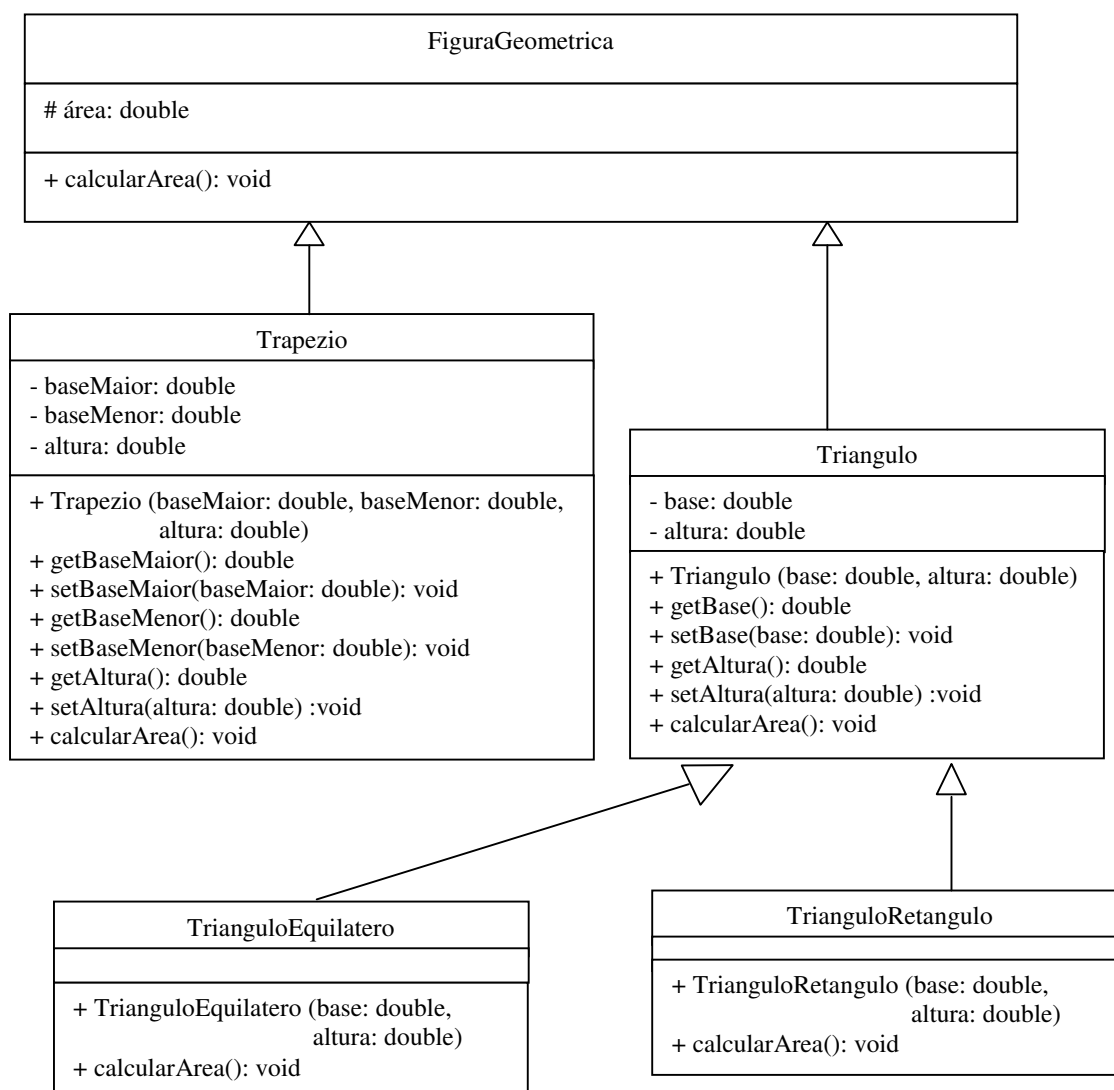 FiguraGeometrica
# área: double
+ calcularArea(): void
Trapezio
- baseMaior: double
- baseMenor: double
- altura: double
+ Trapezio (baseMaior: double, baseMenor: double,
altura: double)
+ getBaseMaior(): double
+ setBaseMaior(baseMaior: double): void
+ getBaseMenor(): double
+ setBaseMenor(baseMenor: double): void
+ getAltura(): double
+ setAltura(altura: double) :void
+ calcularArea(): void
Triangulo
- base: double
- altura: double
+ Triangulo (base: double, altura: double)
+ getBase(): double
+ setBase(base: double): void
+ getAltura(): double
+ setAltura(altura: double) :void
+ calcularArea(): void
TrianguloEquilatero
+ TrianguloEquilatero (base: double,
altura: double)
+ calcularArea(): void
TrianguloRetangulo
+ TrianguloRetangulo (base: double,
altura: double)
+ calcularArea(): void